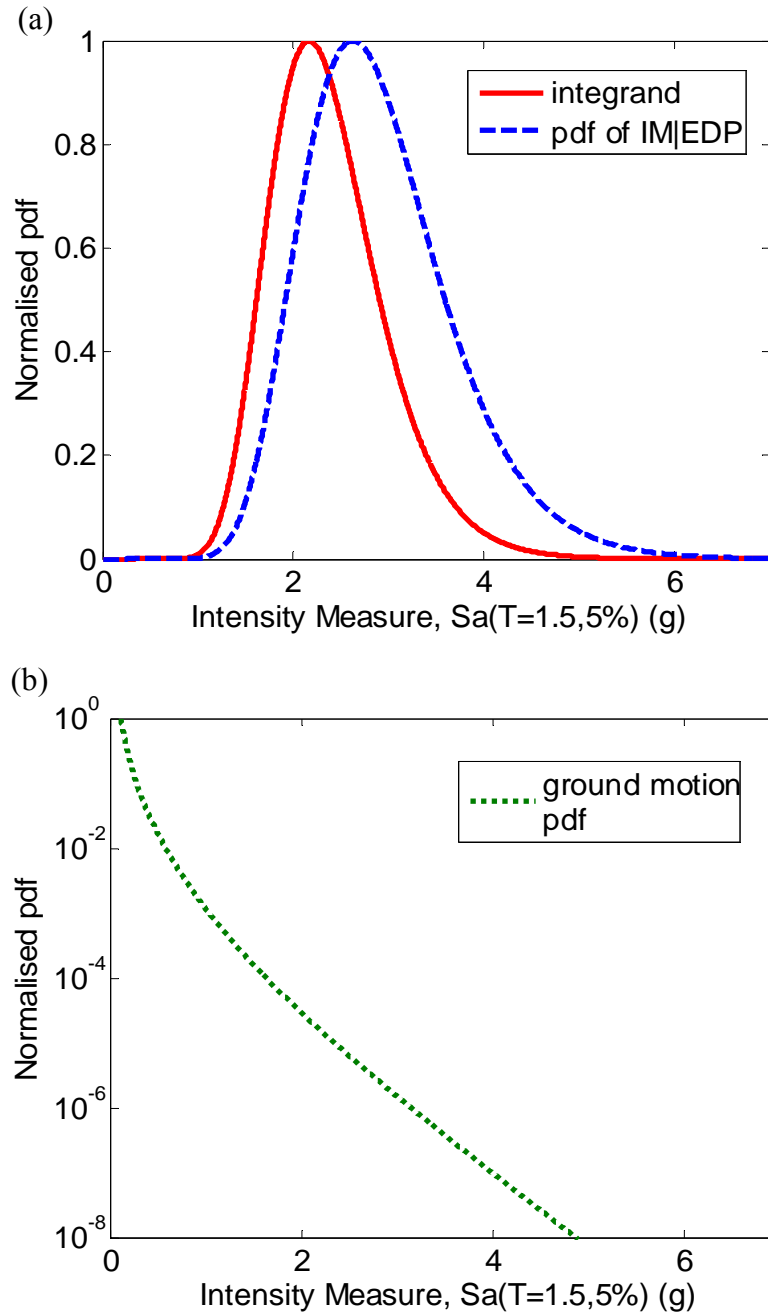 (a)
1
0.8
0.6
0.4
0.2
0
Normalised pdf
integrand
pdf of IM|EDP
0 2 4 6
Intensity Measure, Sa(T=1.5,5%) (g)
(b)
10^0
10^-2
10^-4
10^-6
10^-8
Normalised pdf
ground motion
pdf
0 2 4 6
Intensity Measure, Sa(T=1.5,5%) (g)